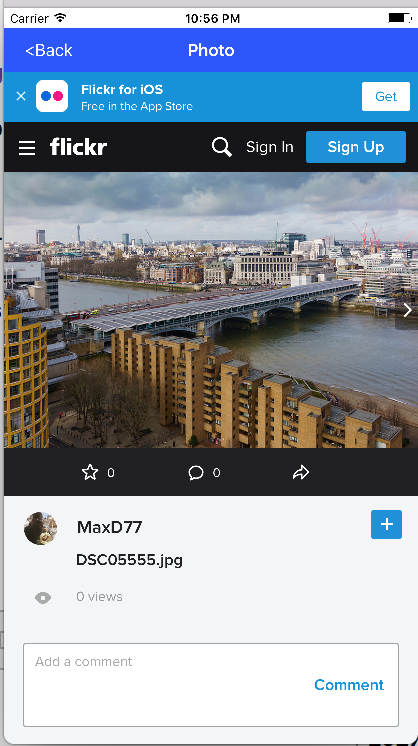 Carrier 10:56 PM
<Back Photo
Flickr for iOS
Free in the App Store
Get
flickr Sign In Sign Up
0 0
MaxD77
DSC05555.jpg
0 views
Add a comment
Comment